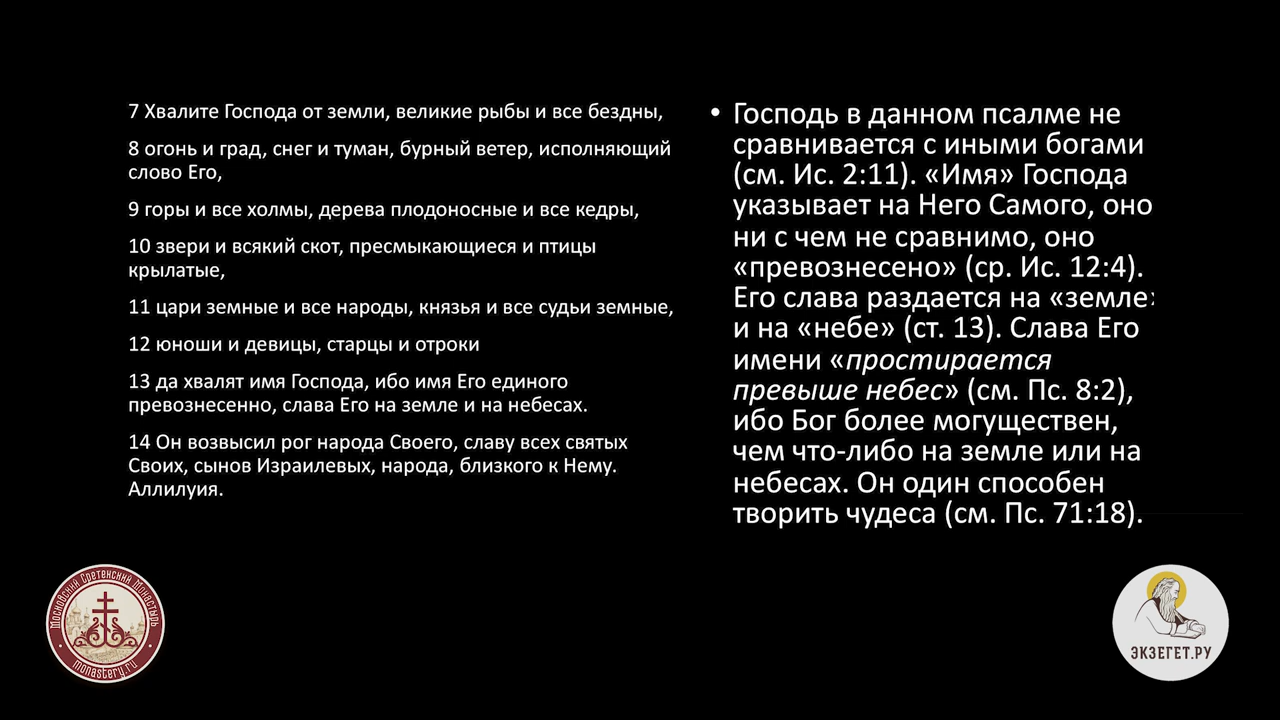 7 Хвалите Господа от земли, великие рыбы и все бездны,
8 огонь и град, снег и туман, бурный ветер, исполняющий
слово Его,
9 горы и все холмы, дерева плодоносные и все кедры,
10 звери и всякий скот, пресмыкающиеся и птицы
крылатые,
11 цари земные и все народы, князья и все судьи земные,
12 юноши и девицы, старцы и отроки
13 да хвалят имя Господа, ибо имя Его единого
превознесенно, слава Его на земле и на небесах.
14 Он возвысил рог народа Своего, славу всех святых
Своих, сынов Израилевых, народа, близкого к Нему.
Аллилуия.
• Господь в данном псалме не
сравнивается с иными богами
(см. Ис. 2:11). «Имя» Господа
указывает на Него Самого, оно
ни с чем не сравнимо, оно
«превознесено» (ср. Ис. 12:4).
Его слава раздается на «земле»
и на «небе» (ст. 13). Слава Его
имени «простирается
превыше небес» (см. Пс. 8:2),
ибо Бог более могуществен,
чем что-либо на земле или на
небесах. Он один способен
творить чудеса (см. Пс. 71:18).
Московский Сретенский Монастырь
monastery.ru
ЭКЗЕГЕТ.РУ